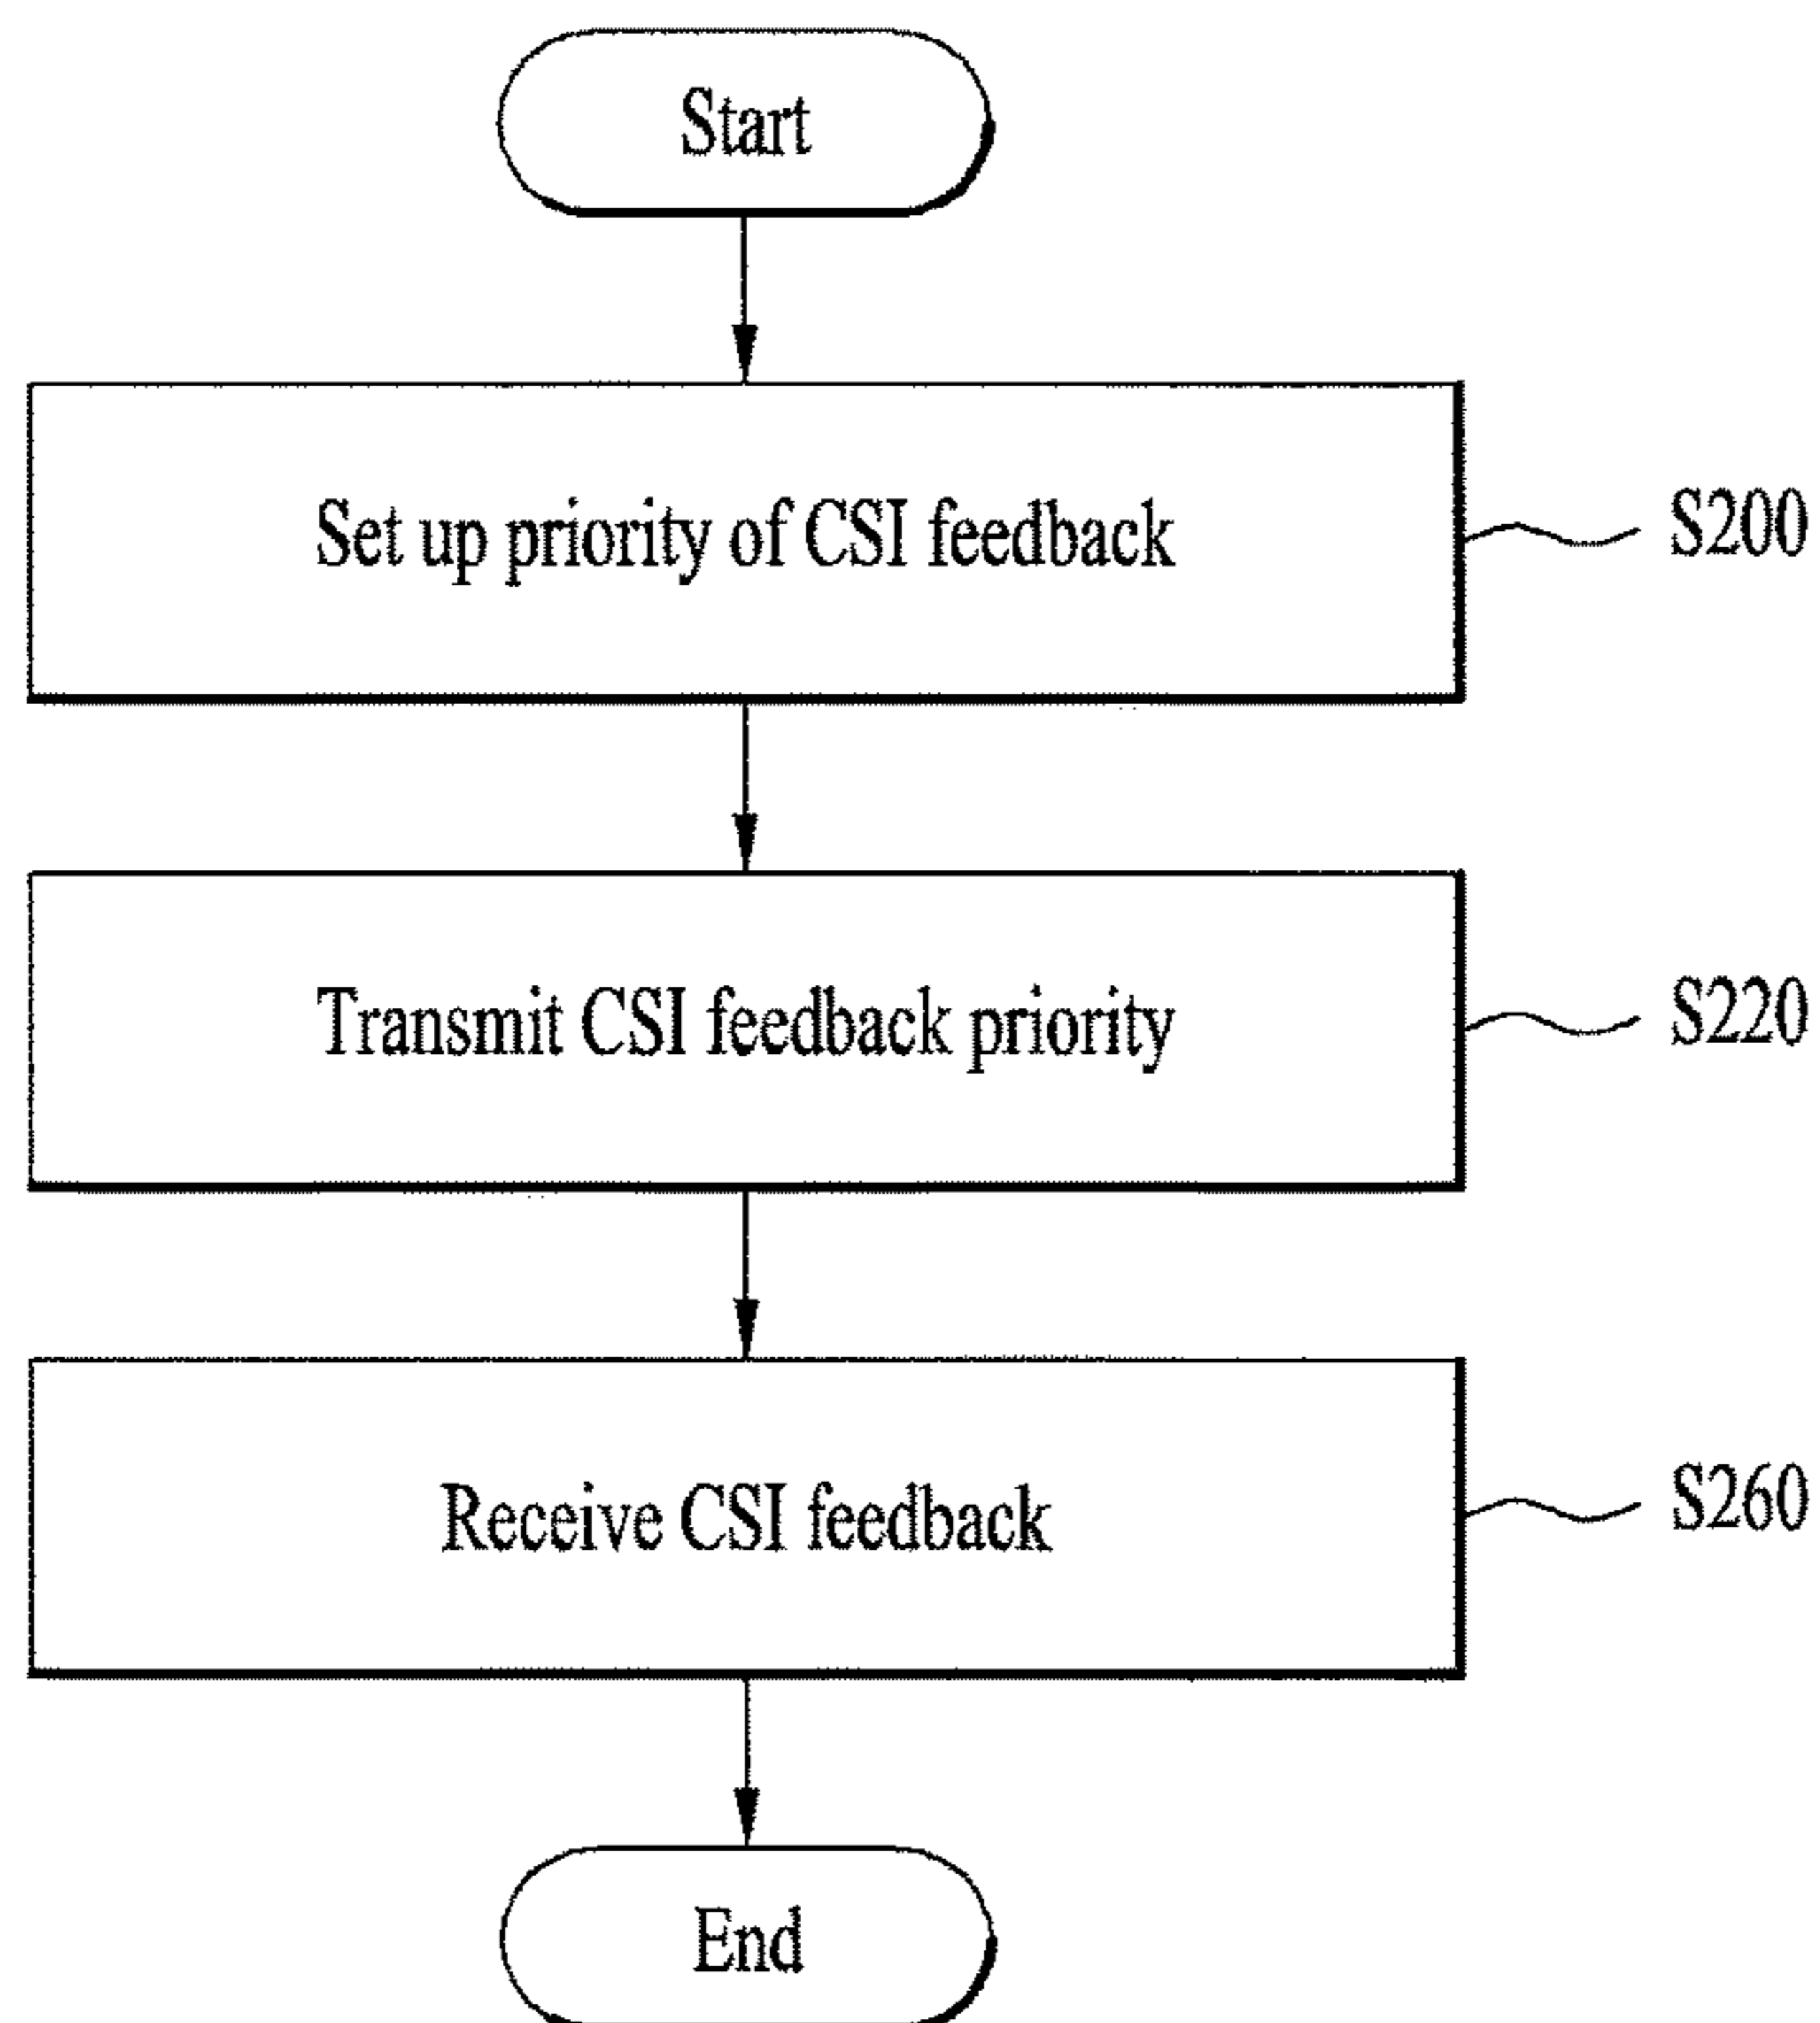 Start
Set up priority of CSI feedback
S200
Transmit CSI feedback priority
S220
Receive CSI feedback
S260
End